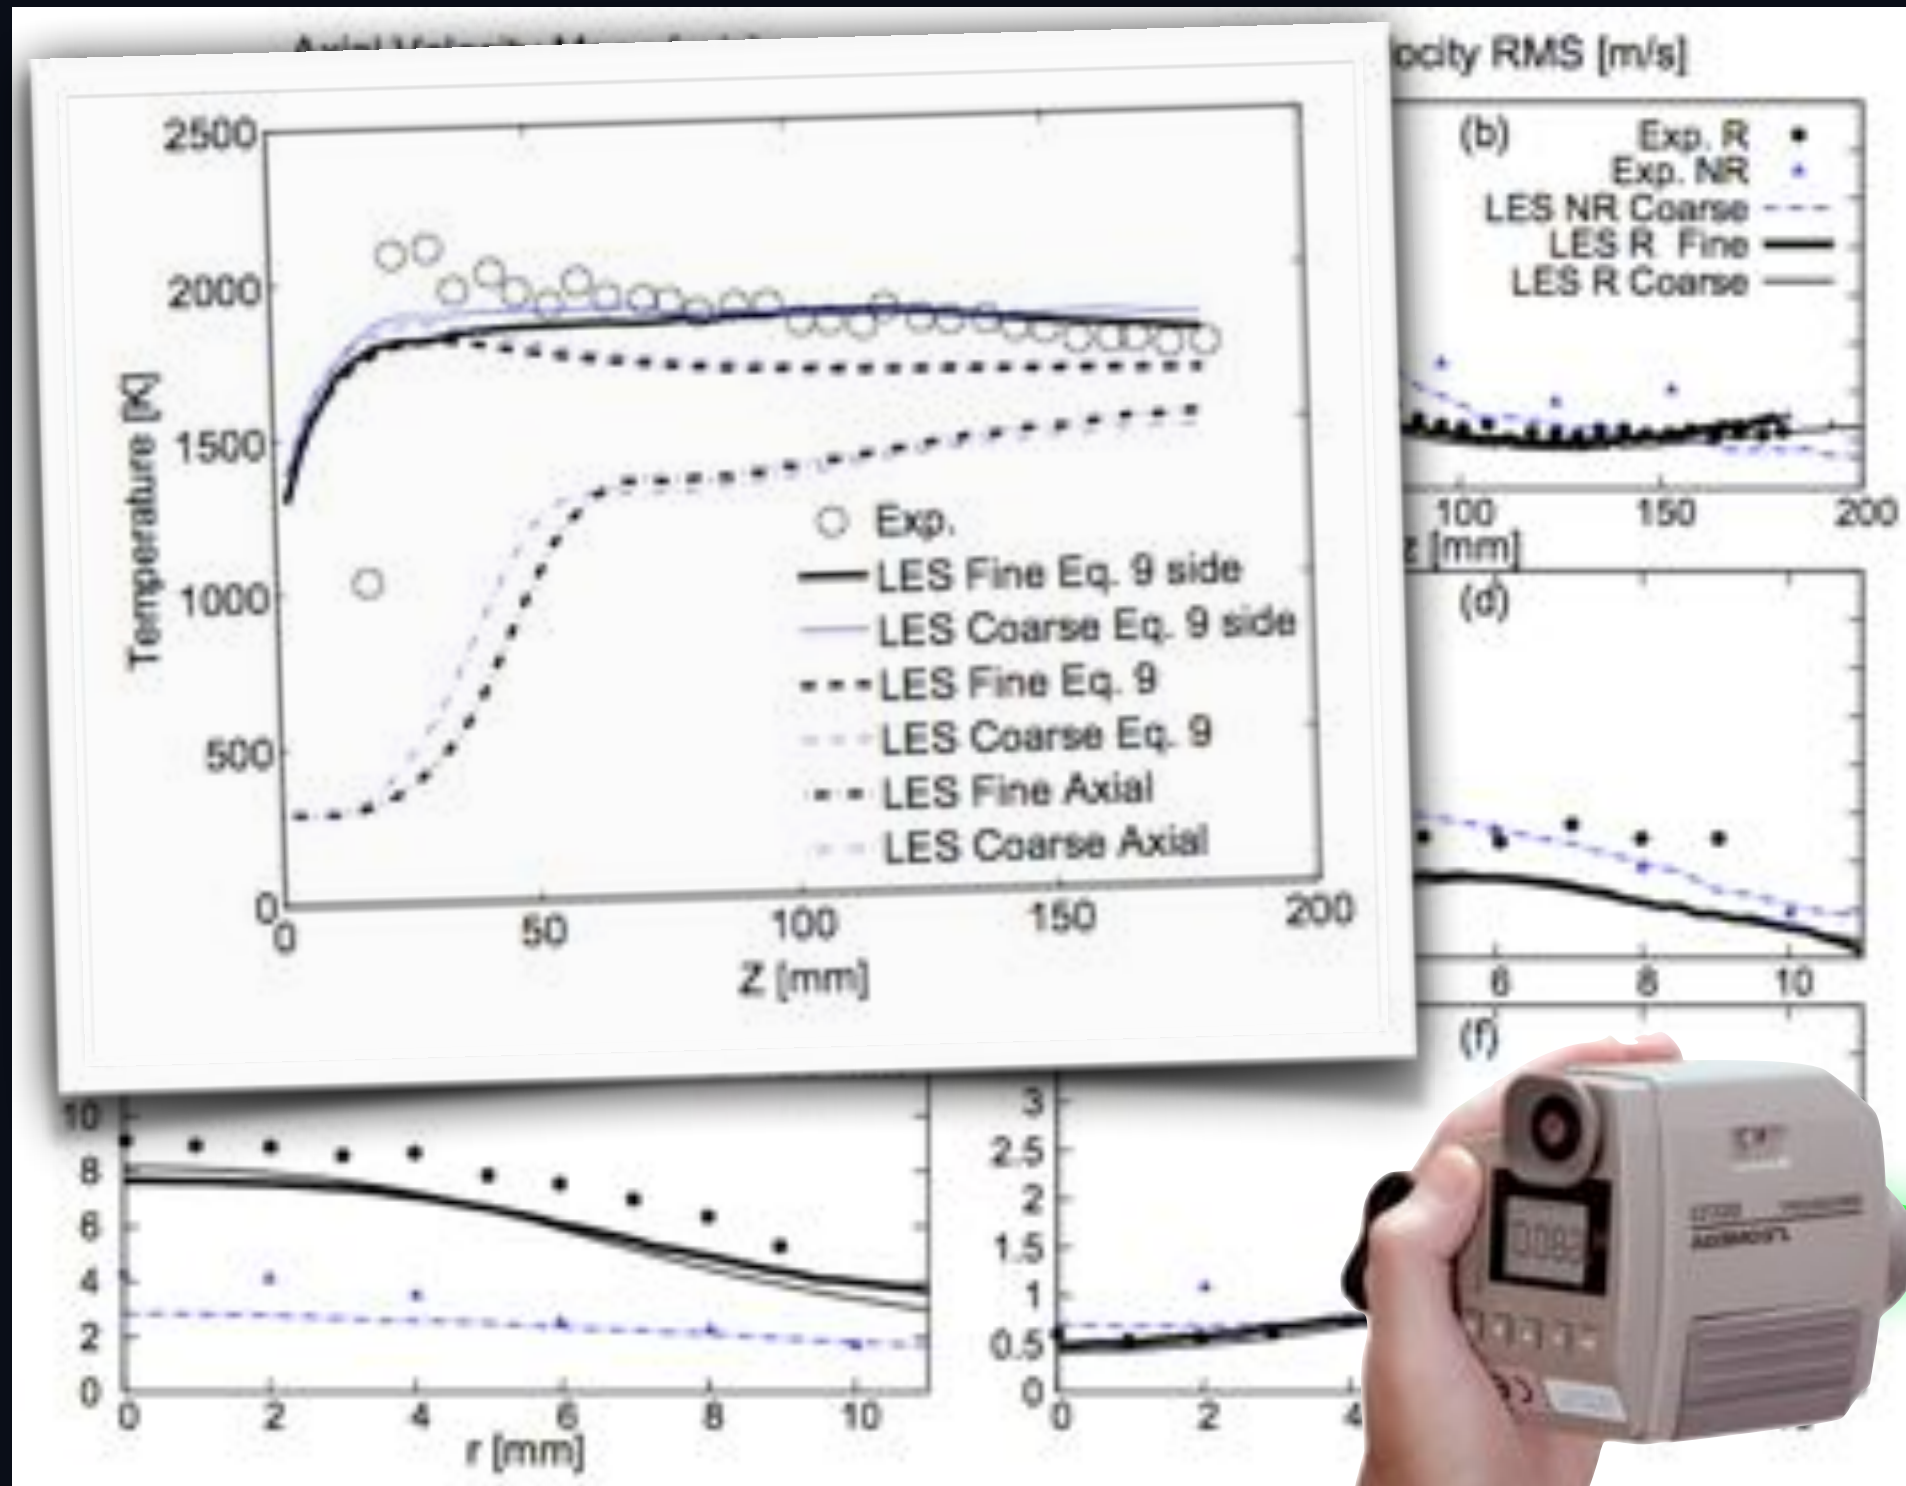 ocity RMS [m/s]
2500
2000
1500
1000
500
0
Temperature [K]
Exp.
LES Fine Eq. 9 side
LES Coarse Eq. 9 side
LES Fine Eq. 9
LES Coarse Eq. 9
LES Fine Axial
LES Coarse Axial
0 50 100 150 200
Z [mm]
(b)
Exp. R
Exp. NR
LES NR Coarse
LES R Fine
LES R Coarse
100 150 200
z [mm]
(d)
6 8 10
(f)
10
8
6
4
2
0
0 2 4 6 8 10
r [mm]
3
2.5
2
1.5
1
0.5
0
0 2 4